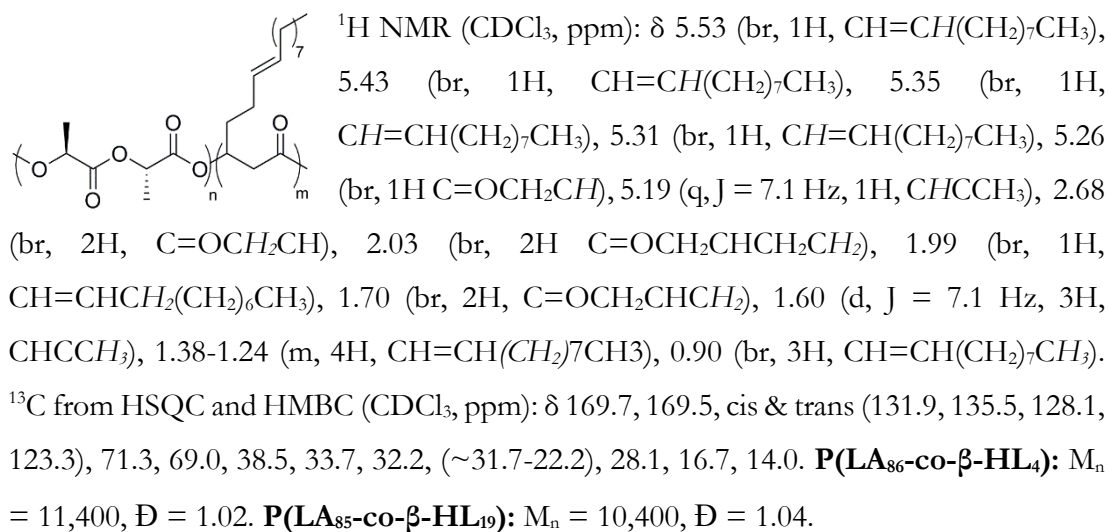 7
O
O
O
O
O
n
O
m
¹H NMR (CDCl₃, ppm): δ 5.53 (br, 1H, CH=CH(CH₂)₇CH₃),
5.43 (br, 1H, CH=CH(CH₂)₇CH₃), 5.35 (br, 1H,
CH=CH(CH₂)₇CH₃), 5.31 (br, 1H, CH=CH(CH₂)₇CH₃), 5.26
(br, 1H C=OCH₂CH), 5.19 (q, J = 7.1 Hz, 1H, CHCCH₃), 2.68
(br, 2H, C=OCH₂CH), 2.03 (br, 2H C=OCH₂CHCH₂CH₂), 1.99 (br, 1H,
CH=CHCH₂(CH₂)₆CH₃), 1.70 (br, 2H, C=OCH₂CHCH₂), 1.60 (d, J = 7.1 Hz, 3H,
CHCCH₃), 1.38-1.24 (m, 4H, CH=CH(CH₂)7CH3), 0.90 (br, 3H, CH=CH(CH₂)₇CH₃).
¹³C from HSQC and HMBC (CDCl₃, ppm): δ 169.7, 169.5, cis & trans (131.9, 135.5, 128.1,
123.3), 71.3, 69.0, 38.5, 33.7, 32.2, (~31.7-22.2), 28.1, 16.7, 14.0. P(LA₈₆-co-β-HL₄): Mₙ
= 11,400, Đ = 1.02. P(LA₈₅-co-β-HL₁₉): Mₙ = 10,400, Đ = 1.04.